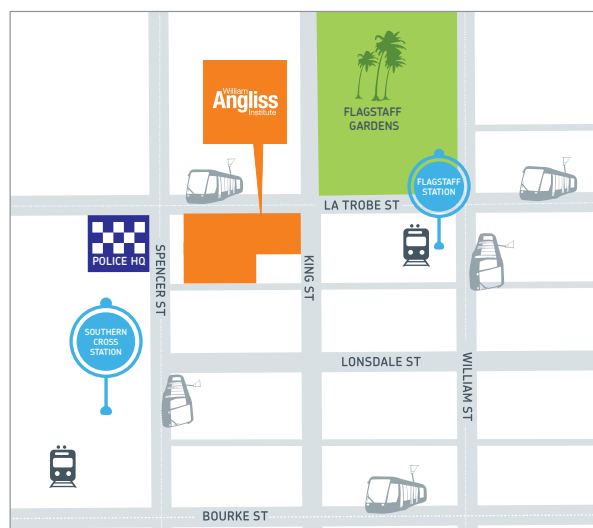 William
Angliss
Institute
FLAGSTAFF
GARDENS
FLAGSTAFF
STATION
LA TROBE ST
POLICE HQ
SPENCER ST
KING ST
SOUTHERN
CROSS
STATION
LONSDALE ST
WILLIAM ST
BOURKE ST